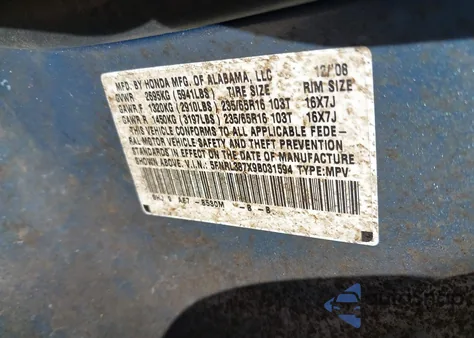 MFD. BY HONDA MFG. OF ALABAMA, LLC 12/08
GVWR 2695KG (5941LBS) TIRE SIZE RIM SIZE
GAWR F 1320KG (2910LBS) 235/65R16 103T 16X7J
GAWR R 1450KG (3197LBS) 235/65R16 103T 16X7J
THIS VEHICLE CONFORMS TO ALL APPLICABLE FEDE-
RAL MOTOR VEHICLE SAFETY AND THEFT PREVENTION
STANDARDS IN EFFECT ON THE DATE OF MANUFACTURE
SHOWN ABOVE. V.I.N.: 5FNRL387X9B031594 TYPE:MPV